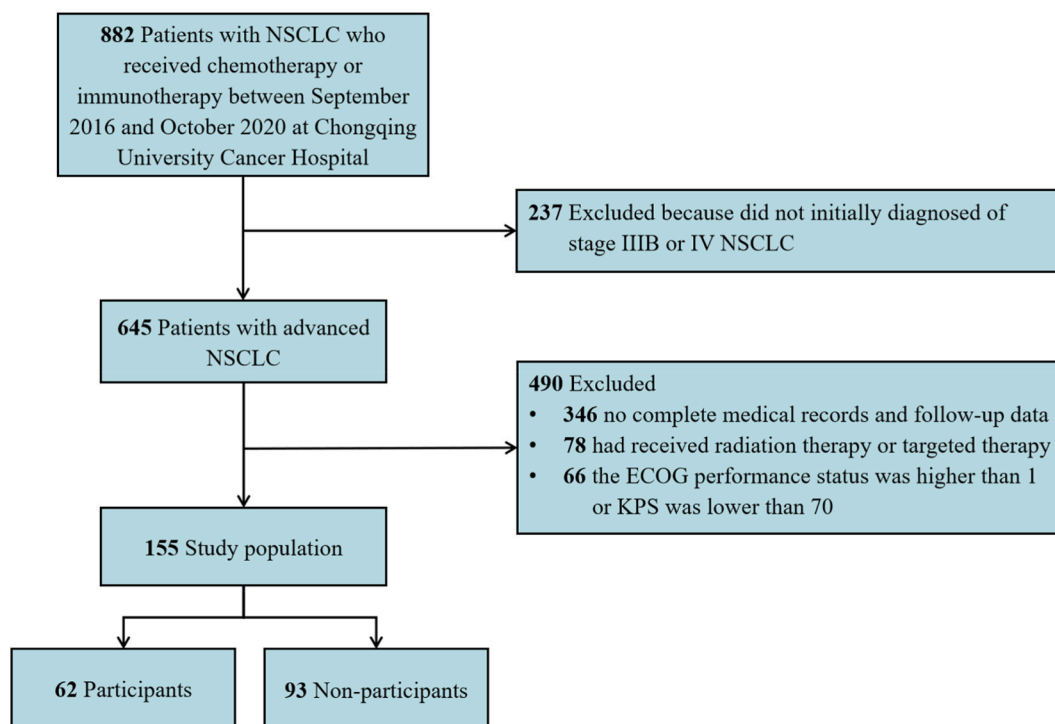 882 Patients with NSCLC who
received chemotherapy or
immunotherapy between September
2016 and October 2020 at Chongqing
University Cancer Hospital
237 Excluded because did not initially diagnosed of
stage IIIB or IV NSCLC
645 Patients with advanced
NSCLC
490 Excluded
• 346 no complete medical records and follow-up data
• 78 had received radiation therapy or targeted therapy
• 66 the ECOG performance status was higher than 1
or KPS was lower than 70
155 Study population
62 Participants
93 Non-participants